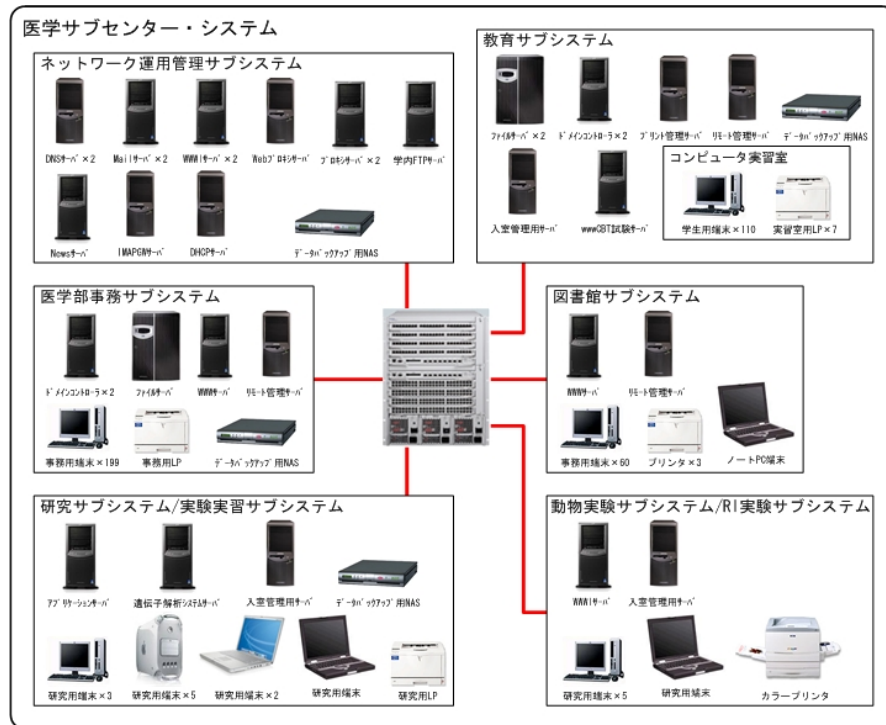 医学サブセンター・システム
ネットワーク運用管理サブシステム
DNSサーバ×2
Mailサーバ×2
WWWサーバ×2
Webプロキシサーバ
プロキシサーバ×2
学内FTPサーバ
Newsサーバ
IMAPGWサーバ
DHCPサーバ
データバックアップ用NAS
教育サブシステム
ファイルサーバ×2
ドメインコントローラ×2
プリント管理サーバ
リモート管理サーバ
データバックアップ用NAS
入室管理用サーバ
wwwCBT試験サーバ
コンピュータ実習室
学生用端末×110
実習室用LP×7
医学部事務サブシステム
ドメインコントローラ×2
ファイルサーバ
WWWサーバ
リモート管理サーバ
事務用端末×199
事務用LP
データバックアップ用NAS
図書館サブシステム
WWWサーバ
リモート管理サーバ
事務用端末×60
プリンタ×3
ノートPC端末
研究サブシステム/実験実習サブシステム
アプリケーションサーバ
遺伝子解析システムサーバ
入室管理用サーバ
データバックアップ用NAS
研究用端末×3
研究用端末×5
研究用端末×2
研究用端末
研究用LP
動物実験サブシステム/RI実験サブシステム
WWWサーバ
入室管理用サーバ
研究用端末×5
研究用端末
カラープリンタ